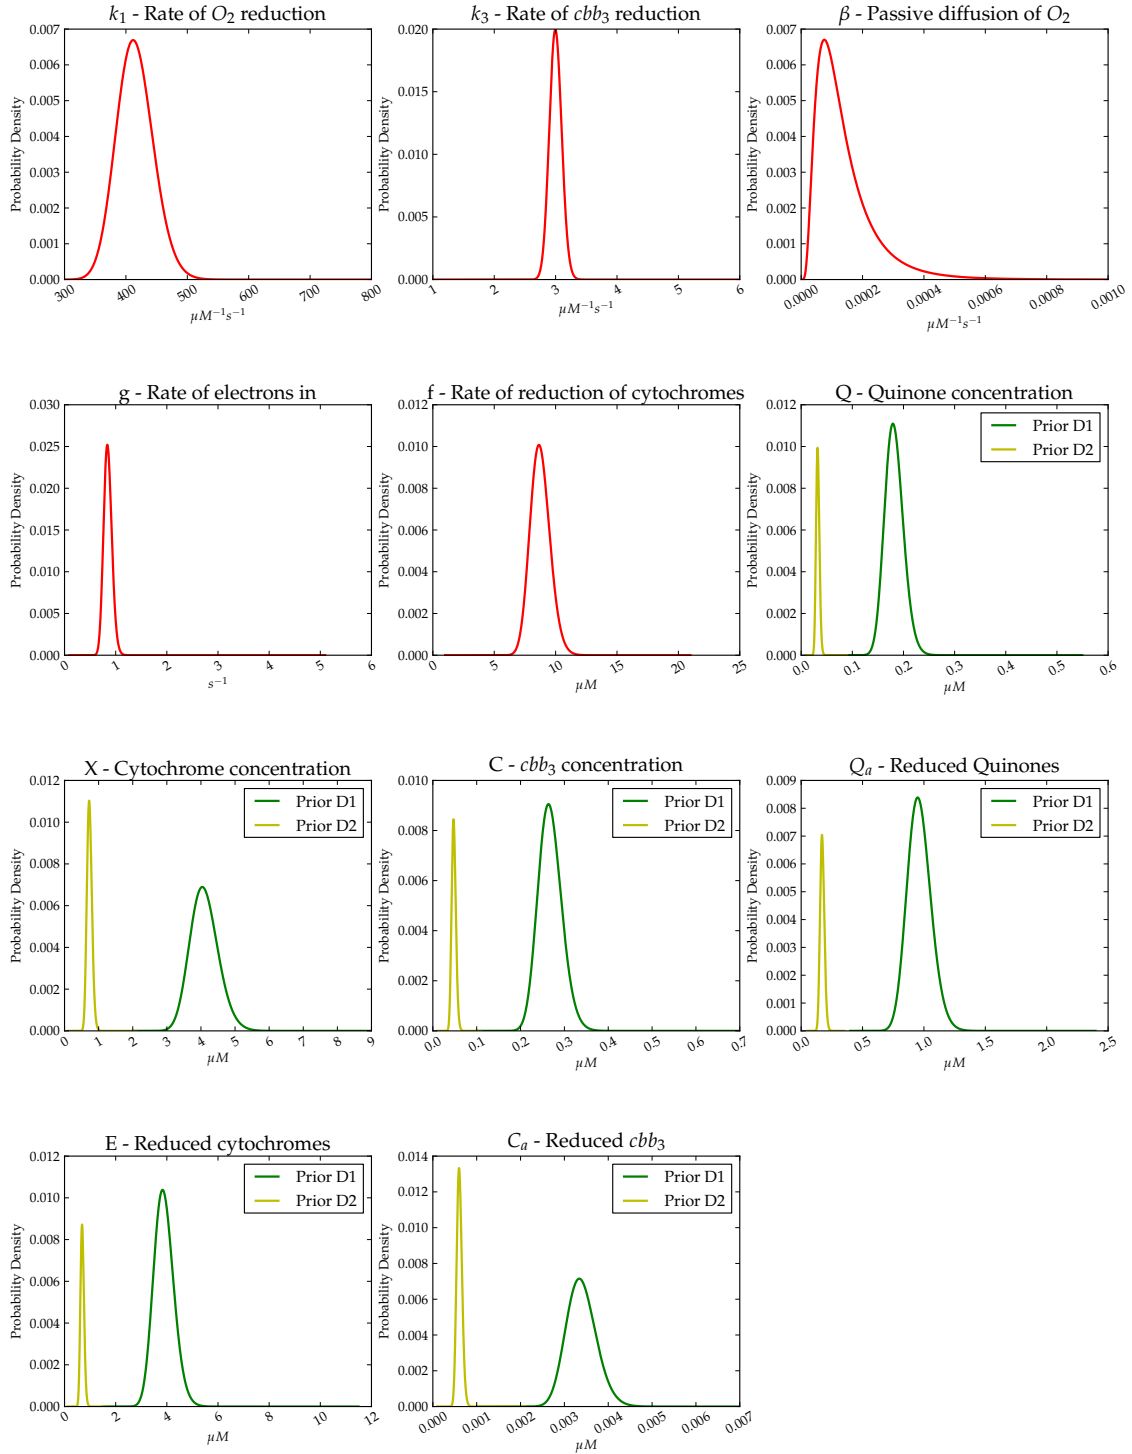 k1 - Rate of O2 reduction
Probability Density
0.007
0.006
0.005
0.004
0.003
0.002
0.001
0.000
300 400 500 600 700 800
μM−1s−1
k3 - Rate of cbb3 reduction
Probability Density
0.020
0.015
0.010
0.005
0.000
1 2 3 4 5 6
μM−1s−1
β - Passive diffusion of O2
Probability Density
0.007
0.006
0.005
0.004
0.003
0.002
0.001
0.000
0.0000 0.0002 0.0004 0.0006 0.0008 0.0010
μM−1s−1
g - Rate of electrons in
Probability Density
0.030
0.025
0.020
0.015
0.010
0.005
0.000
0 1 2 3 4 5 6
s−1
f - Rate of reduction of cytochromes
Probability Density
0.012
0.010
0.008
0.006
0.004
0.002
0.000
0 5 10 15 20 25
μM
Q - Quinone concentration
Probability Density
0.012
0.010
0.008
0.006
0.004
0.002
0.000
Prior D1
Prior D2
0.0 0.1 0.2 0.3 0.4 0.5 0.6
μM
X - Cytochrome concentration
Probability Density
0.012
0.010
0.008
0.006
0.004
0.002
0.000
Prior D1
Prior D2
0 1 2 3 4 5 6 7 8 9
μM
C - cbb3 concentration
Probability Density
0.010
0.008
0.006
0.004
0.002
0.000
Prior D1
Prior D2
0.0 0.1 0.2 0.3 0.4 0.5 0.6 0.7
μM
Qa - Reduced Quinones
Probability Density
0.009
0.008
0.007
0.006
0.005
0.004
0.003
0.002
0.001
0.000
Prior D1
Prior D2
0.0 0.5 1.0 1.5 2.0 2.5
μM
E - Reduced cytochromes
Probability Density
0.012
0.010
0.008
0.006
0.004
0.002
0.000
Prior D1
Prior D2
0 2 4 6 8 10 12
μM
Ca - Reduced cbb3
Probability Density
0.014
0.012
0.010
0.008
0.006
0.004
0.002
0.000
Prior D1
Prior D2
0.000 0.001 0.002 0.003 0.004 0.005 0.006 0.007
μM